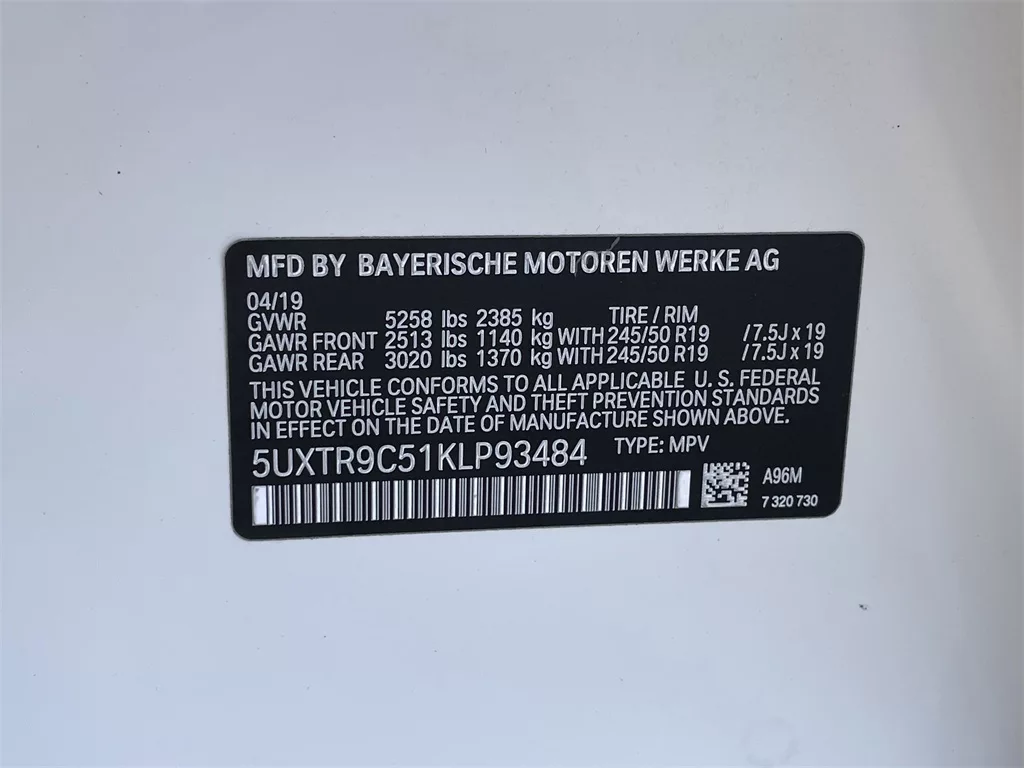 MFD BY BAYERISCHE MOTOREN WERKE AG
04/19
GVWR 5258 lbs 2385 kg TIRE / RIM
GAWR FRONT 2513 lbs 1140 kg WITH 245/50 R19 /7.5J x 19
GAWR REAR 3020 lbs 1370 kg WITH 245/50 R19 /7.5J x 19
THIS VEHICLE CONFORMS TO ALL APPLICABLE U. S. FEDERAL
MOTOR VEHICLE SAFETY AND THEFT PREVENTION STANDARDS
IN EFFECT ON THE DATE OF MANUFACTURE SHOWN ABOVE.
5UXTR9C51KLP93484 TYPE: MPV
A96M
7 320 730